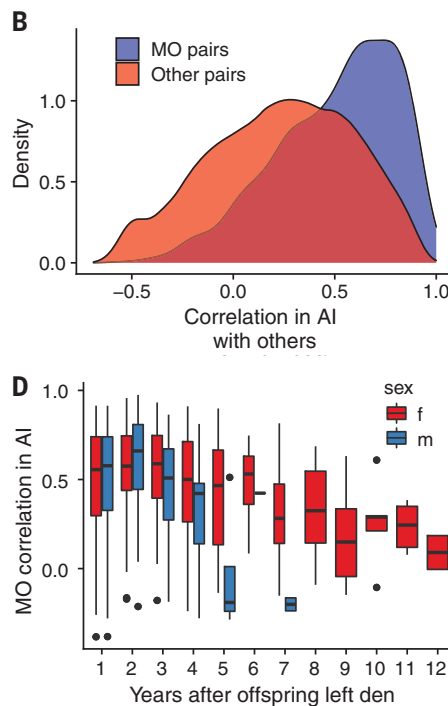 B
MO pairs
Other pairs
Density
1.0
0.5
0.0
−0.5 0.0 0.5 1.0
Correlation in AI
with others
D
sex
f
m
MO correlation in AI
1.0
0.5
0.0
1 2 3 4 5 6 7 8 9 10 11 12
Years after offspring left den